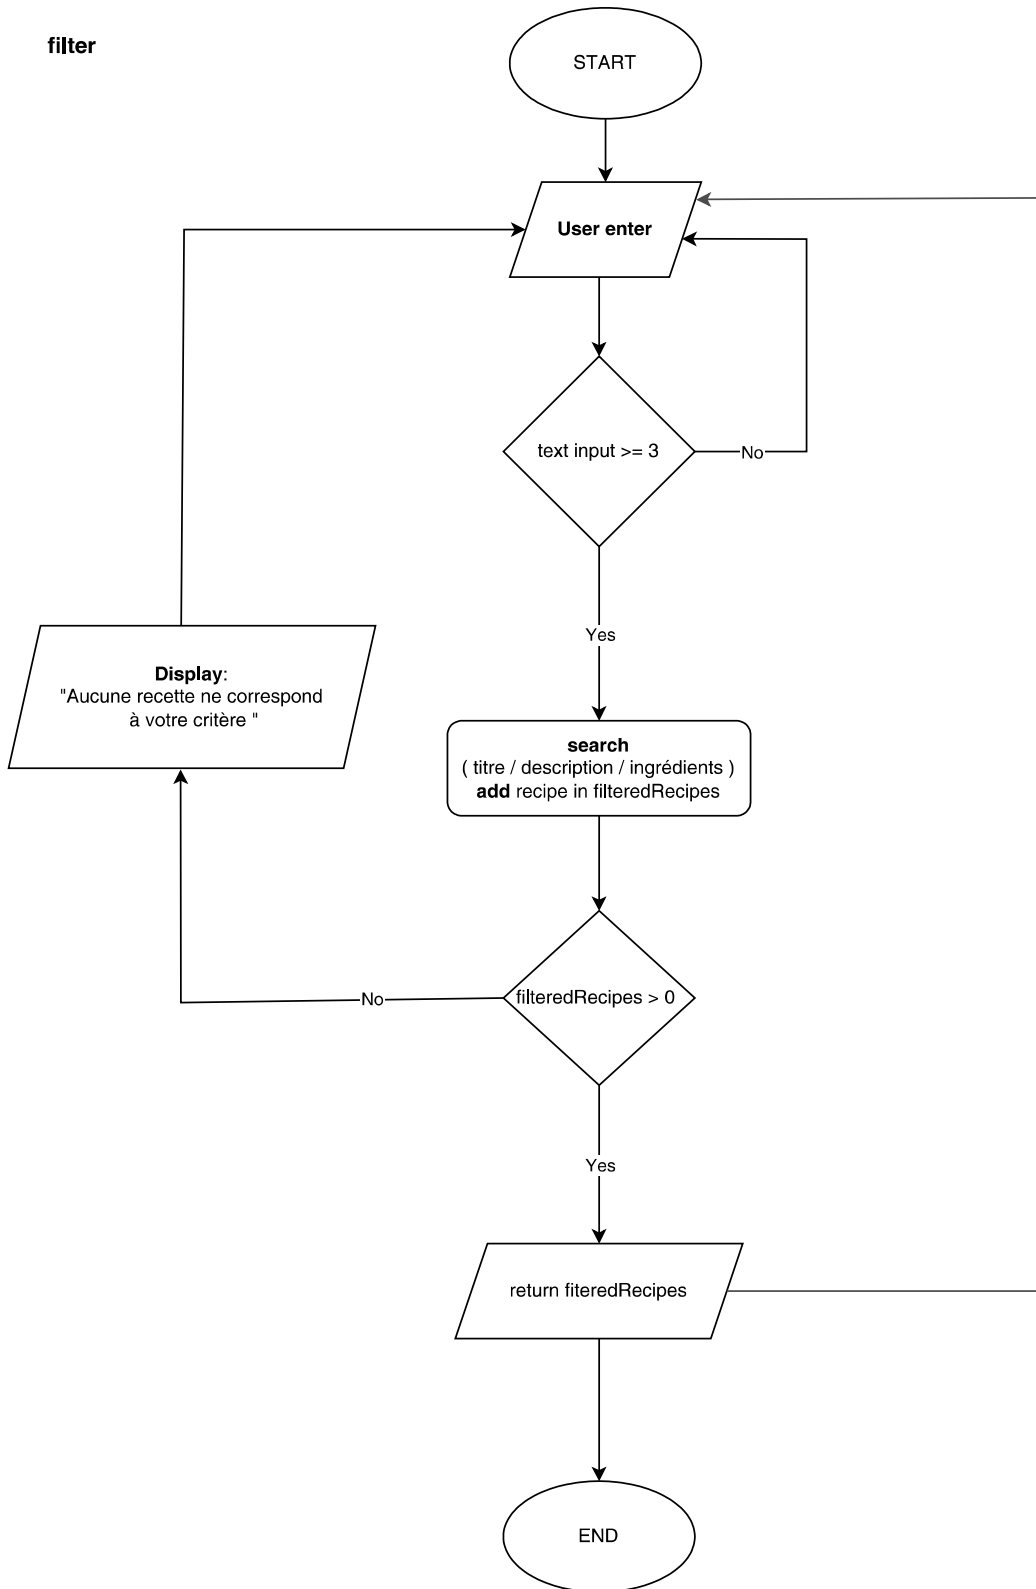 filter
START
User enter
text input >= 3
No
Yes
Display:
"Aucune recette ne correspond
à votre critère "
search
( titre / description / ingrédients )
add recipe in filteredRecipes
filteredRecipes > 0
No
Yes
return fiteredRecipes
END